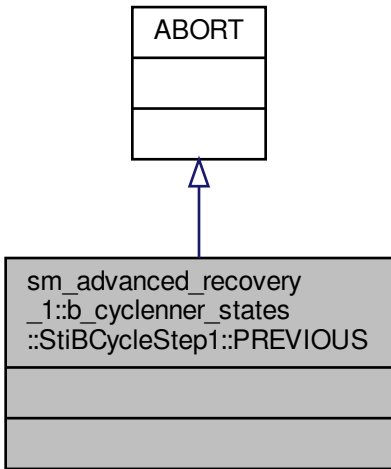 ABORT
sm_advanced_recovery
_1::b_cyclenner_states
::StiBCycleStep1::PREVIOUS